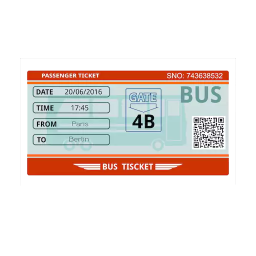 PASSENGER TICKET SNO: 743638532
DATE 20/06/2016 GATE BUS
TIME 17:45 4B
FROM Paris
TO Berlin
BUS TISCKET